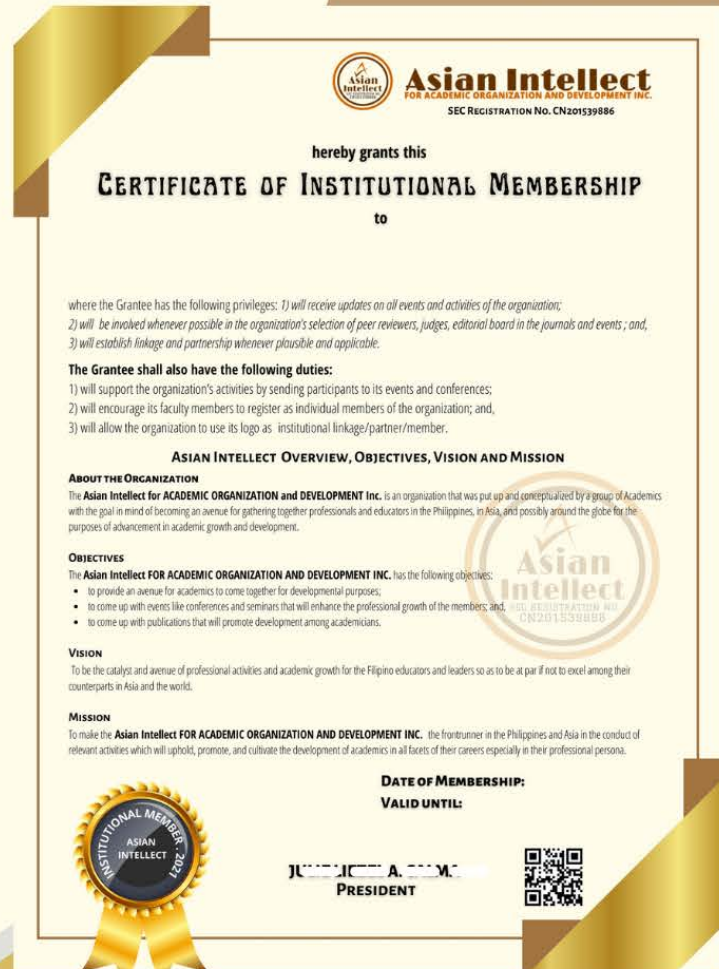 Asian
Intellect
Asian Intellect
FOR ACADEMIC ORGANIZATION AND DEVELOPMENT INC.
SEC REGISTRATION NO. CN201539886
hereby grants this
CERTIFICATE OF INSTITUTIONAL MEMBERSHIP
to
where the Grantee has the following privileges: 1) will receive updates on all events and activities of the organization;
2) will be involved whenever possible in the organization's selection of peer reviewers, judges, editorial board in the journals and events ; and,
3) will establish linkage and partnership whenever plausible and applicable.
The Grantee shall also have the following duties:
1) will support the organization's activities by sending participants to its events and conferences;
2) will encourage its faculty members to register as individual members of the organization; and,
3) will allow the organization to use its logo as institutional linkage/partner/member.
ASIAN INTELLECT OVERVIEW, OBJECTIVES, VISION AND MISSION
ABOUT THE ORGANIZATION
The Asian Intellect for ACADEMIC ORGANIZATION and DEVELOPMENT Inc. is an organization that was put up and conceptualized by a group of Academics
with the goal in mind of becoming an avenue for gathering together professionals and educators in the Philippines, in Asia, and possibly around the globe for the
purposes of advancement in academic growth and development.
OBJECTIVES
The Asian Intellect FOR ACADEMIC ORGANIZATION AND DEVELOPMENT INC. has the following objectives:
• to provide an avenue for academics to come together for developmental purposes;
• to come up with events like conferences and seminars that will enhance the professional growth of the members; and,
• to come up with publications that will promote development among academicians.
Asian
Intellect
SEC REGISTRATION NO.
CN201539886
VISION
To be the catalyst and avenue of professional activities and academic growth for the Filipino educators and leaders so as to be at par if not to excel among their
counterparts in Asia and the world.
MISSION
To make the Asian Intellect FOR ACADEMIC ORGANIZATION AND DEVELOPMENT INC. the frontrunner in the Philippines and Asia in the conduct of
relevant activities which will uphold, promote, and cultivate the development of academics in all facets of their careers especially in their professional persona.
DATE OF MEMBERSHIP:
VALID UNTIL:
INSTITUTIONAL MEMBER . 2021
ASIAN
INTELLECT
A.
PRESIDENT